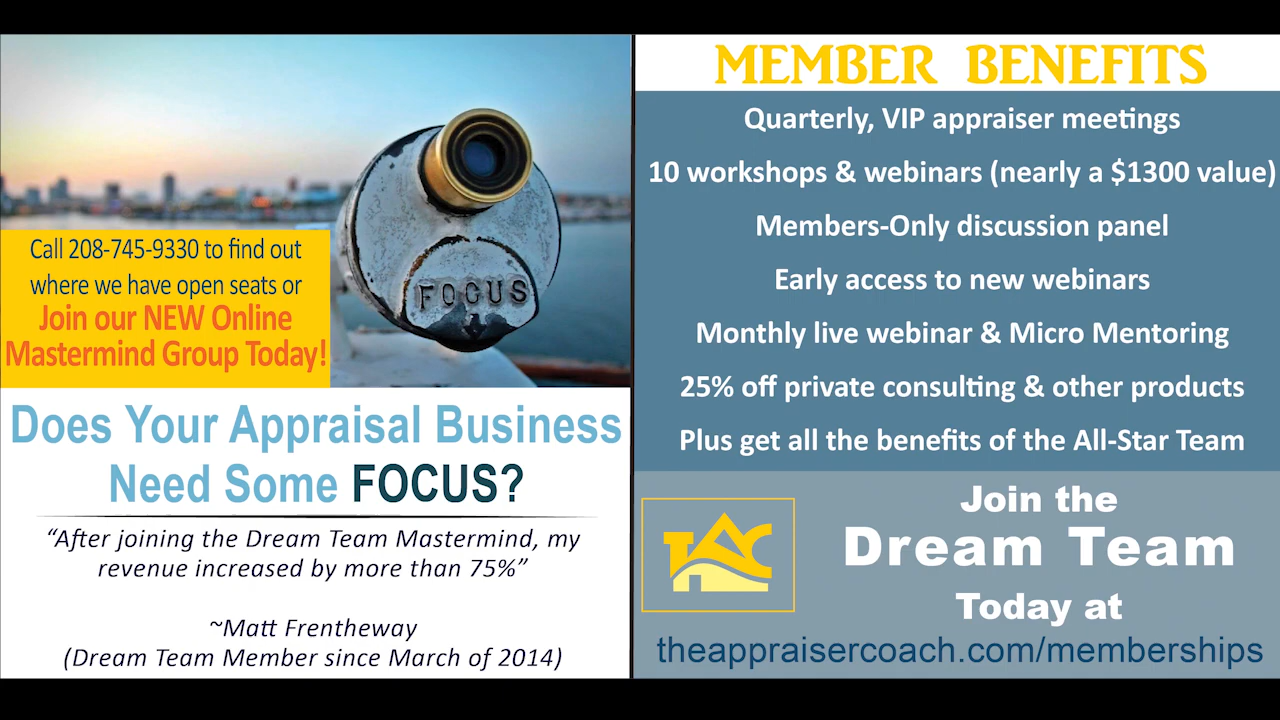 FOCUS
Call 208-745-9330 to find out
where we have open seats or
Join our NEW Online
Mastermind Group Today!
Does Your Appraisal Business
Need Some FOCUS?
“After joining the Dream Team Mastermind, my
revenue increased by more than 75%”
~Matt Frentheway
(Dream Team Member since March of 2014)
MEMBER BENEFITS
Quarterly, VIP appraiser meetings
10 workshops & webinars (nearly a $1300 value)
Members-Only discussion panel
Early access to new webinars
Monthly live webinar & Micro Mentoring
25% off private consulting & other products
Plus get all the benefits of the All-Star Team
TAC
Join the
Dream Team
Today at
theappraisercoach.com/memberships